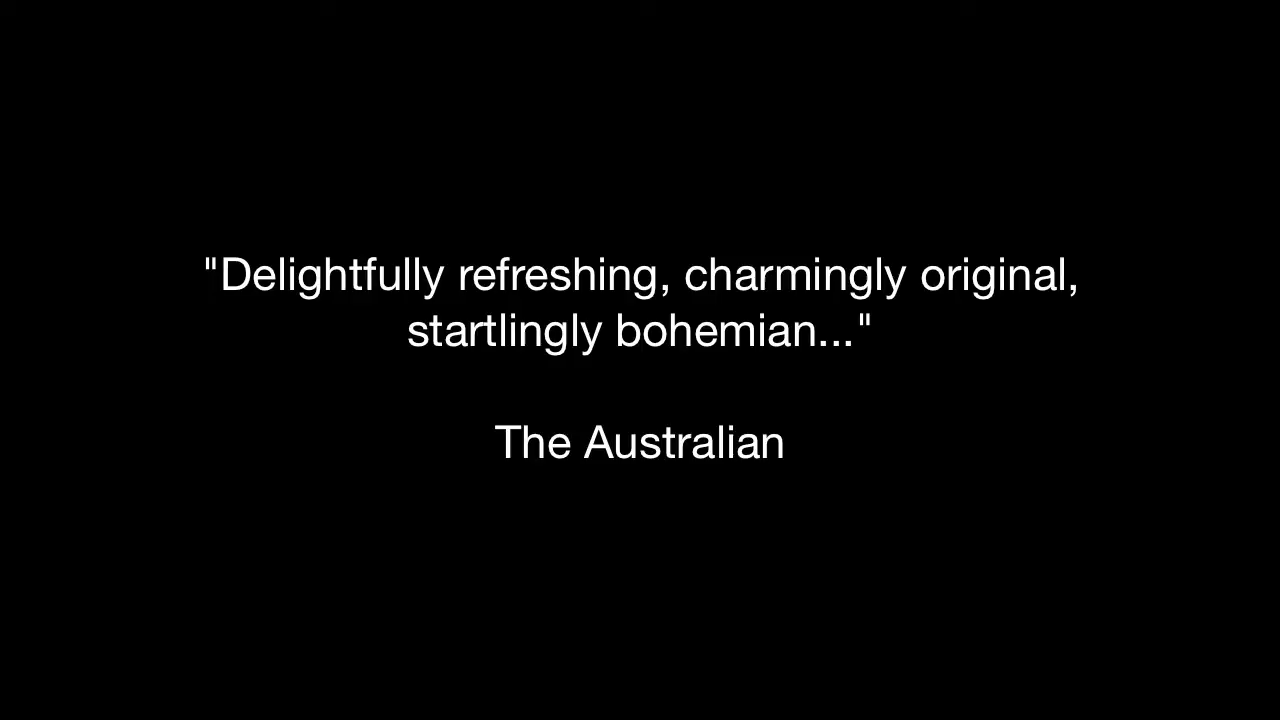 "Delightfully refreshing, charmingly original,
startlingly bohemian..."
The Australian